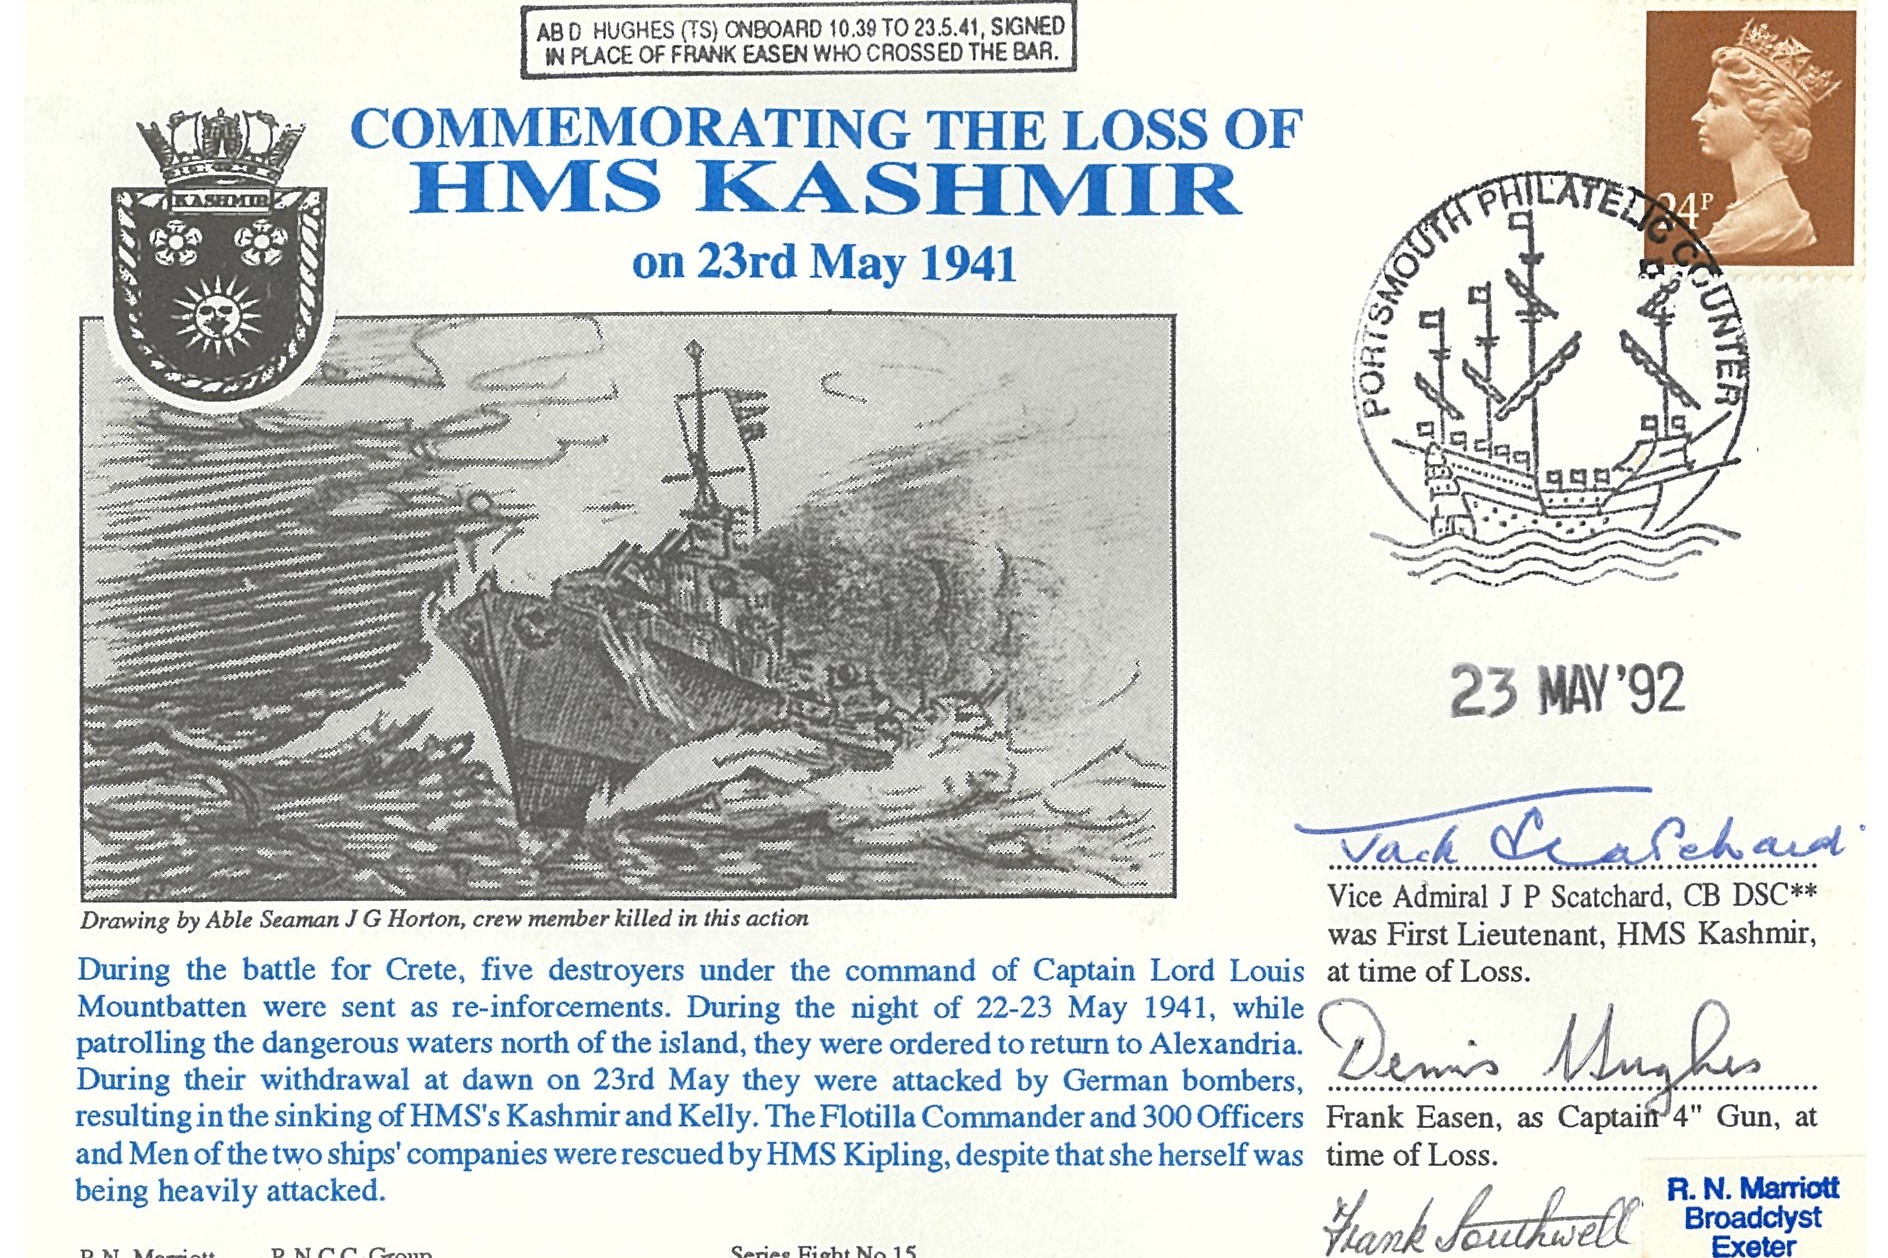 AB D HUGHES (TS) ONBOARD 10.39 TO 23.5.41, SIGNED
IN PLACE OF FRANK EASEN WHO CROSSED THE BAR.
COMMEMORATING THE LOSS OF
HMS KASHMIR
on 23rd May 1941
KASHMIR
24P
PORTSMOUTH PHILATELIC COUNTER
23 MAY '92
Drawing by Able Seaman J G Horton, crew member killed in this action
During the battle for Crete, five destroyers under the command of Captain Lord Louis
Mountbatten were sent as re-inforcements. During the night of 22-23 May 1941, while
patrolling the dangerous waters north of the island, they were ordered to return to Alexandria.
During their withdrawal at dawn on 23rd May they were attacked by German bombers,
resulting in the sinking of HMS's Kashmir and Kelly. The Flotilla Commander and 300 Officers
and Men of the two ships' companies were rescued by HMS Kipling, despite that she herself was
being heavily attacked.
Jack Scatchard
Vice Admiral J P Scatchard, CB DSC**
was First Lieutenant, HMS Kashmir,
at time of Loss.
Dennis Hughes
Frank Easen, as Captain 4" Gun, at
time of Loss.
Frank Southwell
R. N. Marriott
Broadclyst
Exeter
R.N. Marriott R.N.C.C. Group
Series Eight No 15